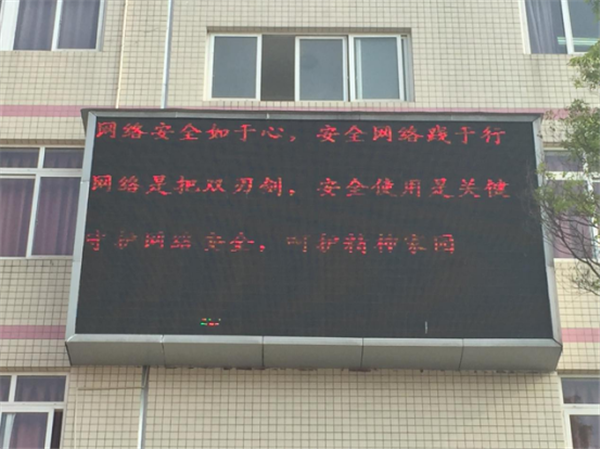 网络安全如于心，安全网络践于行
网络是把双刃剑，安全使用是关键
守护网络安全，呵护精神家园